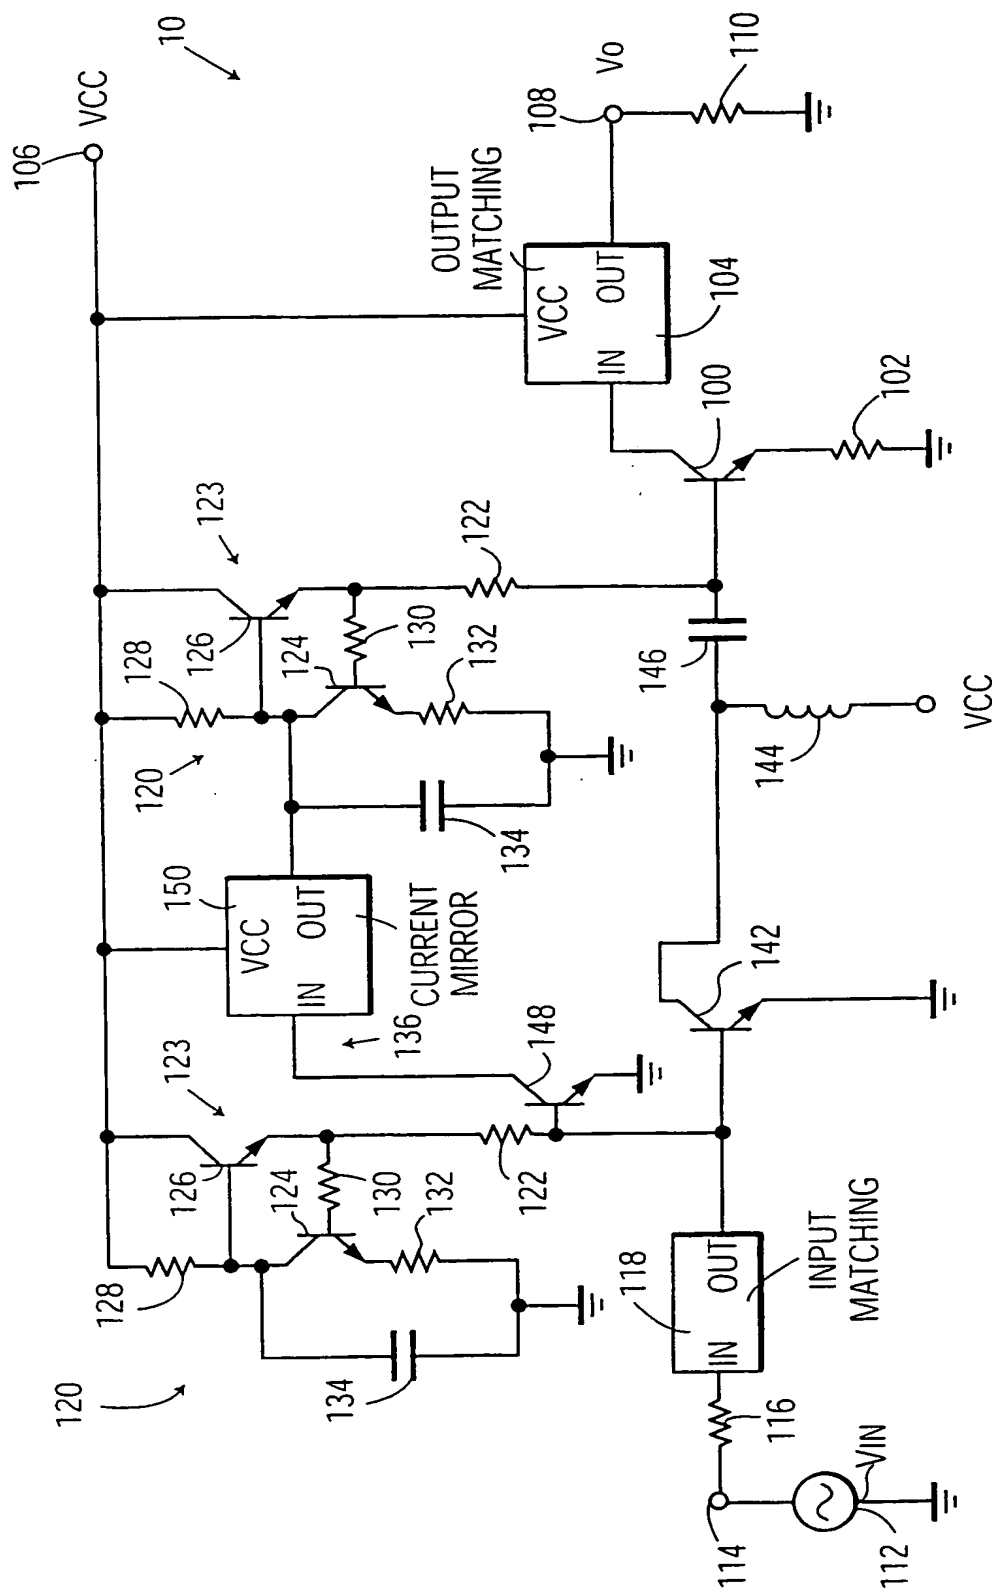 10
106
VCC
108
Vo
110
OUTPUT
MATCHING
VCC
IN
OUT
104
100
102
123
126
128
124
130
132
122
120
134
146
144
VCC
150
VCC
IN
OUT
CURRENT
MIRROR
136
148
142
123
126
128
124
130
132
122
120
134
118
IN
OUT
INPUT
MATCHING
116
114
VIN
112